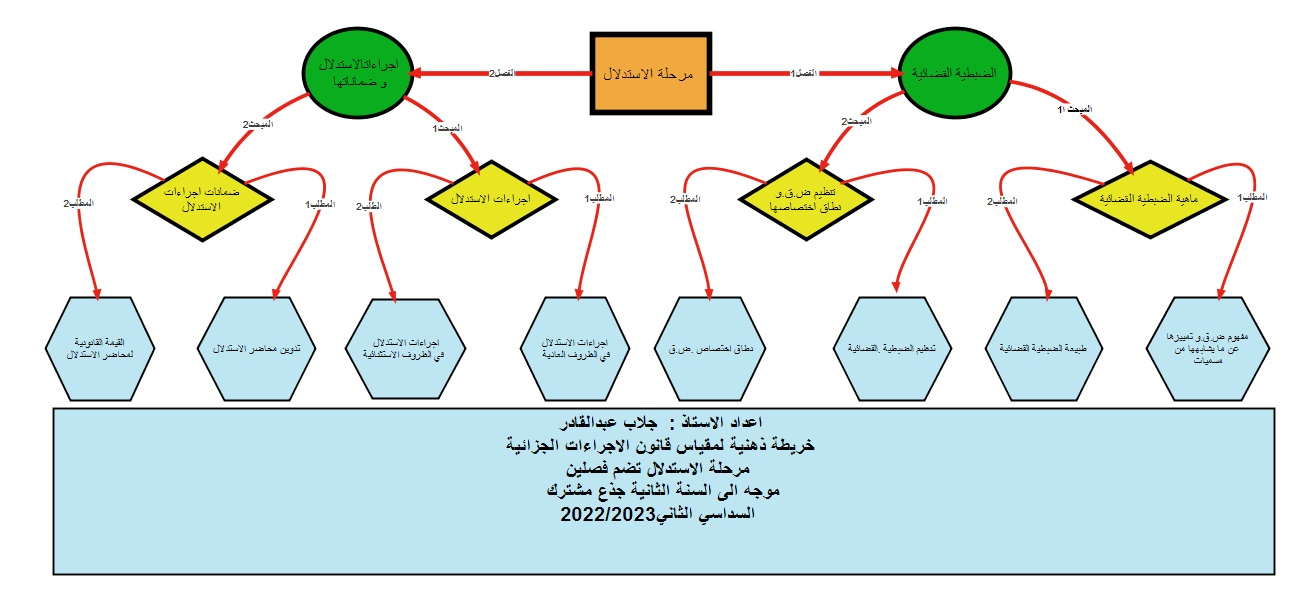 مرحلة الاستدلال
الفصل1
الفصل2
الضبطية القضائية
اجراءاتالاستدلال
و ضماناتها
المبحث ا1
المبحث2
المبحث1
المبحث2
ماهية الضبطية القضائية
تنظيم ض.ق.و
نطاق اختصاصها
اجراءات الاستدلال
ضمانات اجراءات
الاستدلال
المطلب1
المطلب2
المطلب1
المطلب2
المطلب1
الطلب2
المطلب1
المطلب2
مفهوم ض.ق.و تمييزها
عن ما يشابهها من
مسميات
طبيعة الضبطية القضائية
تنظيم الضبطية .القضائية
نطاق اختصاص .ض.ق
اجراءات الاستدلال
في الظروف العادية
اجراءات الاستدلال
في الظروف الاستثنائية
تدوين محاضر الاستدلال
القيمة القانونية
لمحاضر الاستدلال
اعداد الاستاذ : جلاب عبدالقادر
خريطة ذهنية لمقياس قانون الاجراءات الجزائية
مرحلة الاستدلال تضم فصلين
موجه الى السنة الثانية جذع مشترك
السداسي الثاني2022/2023